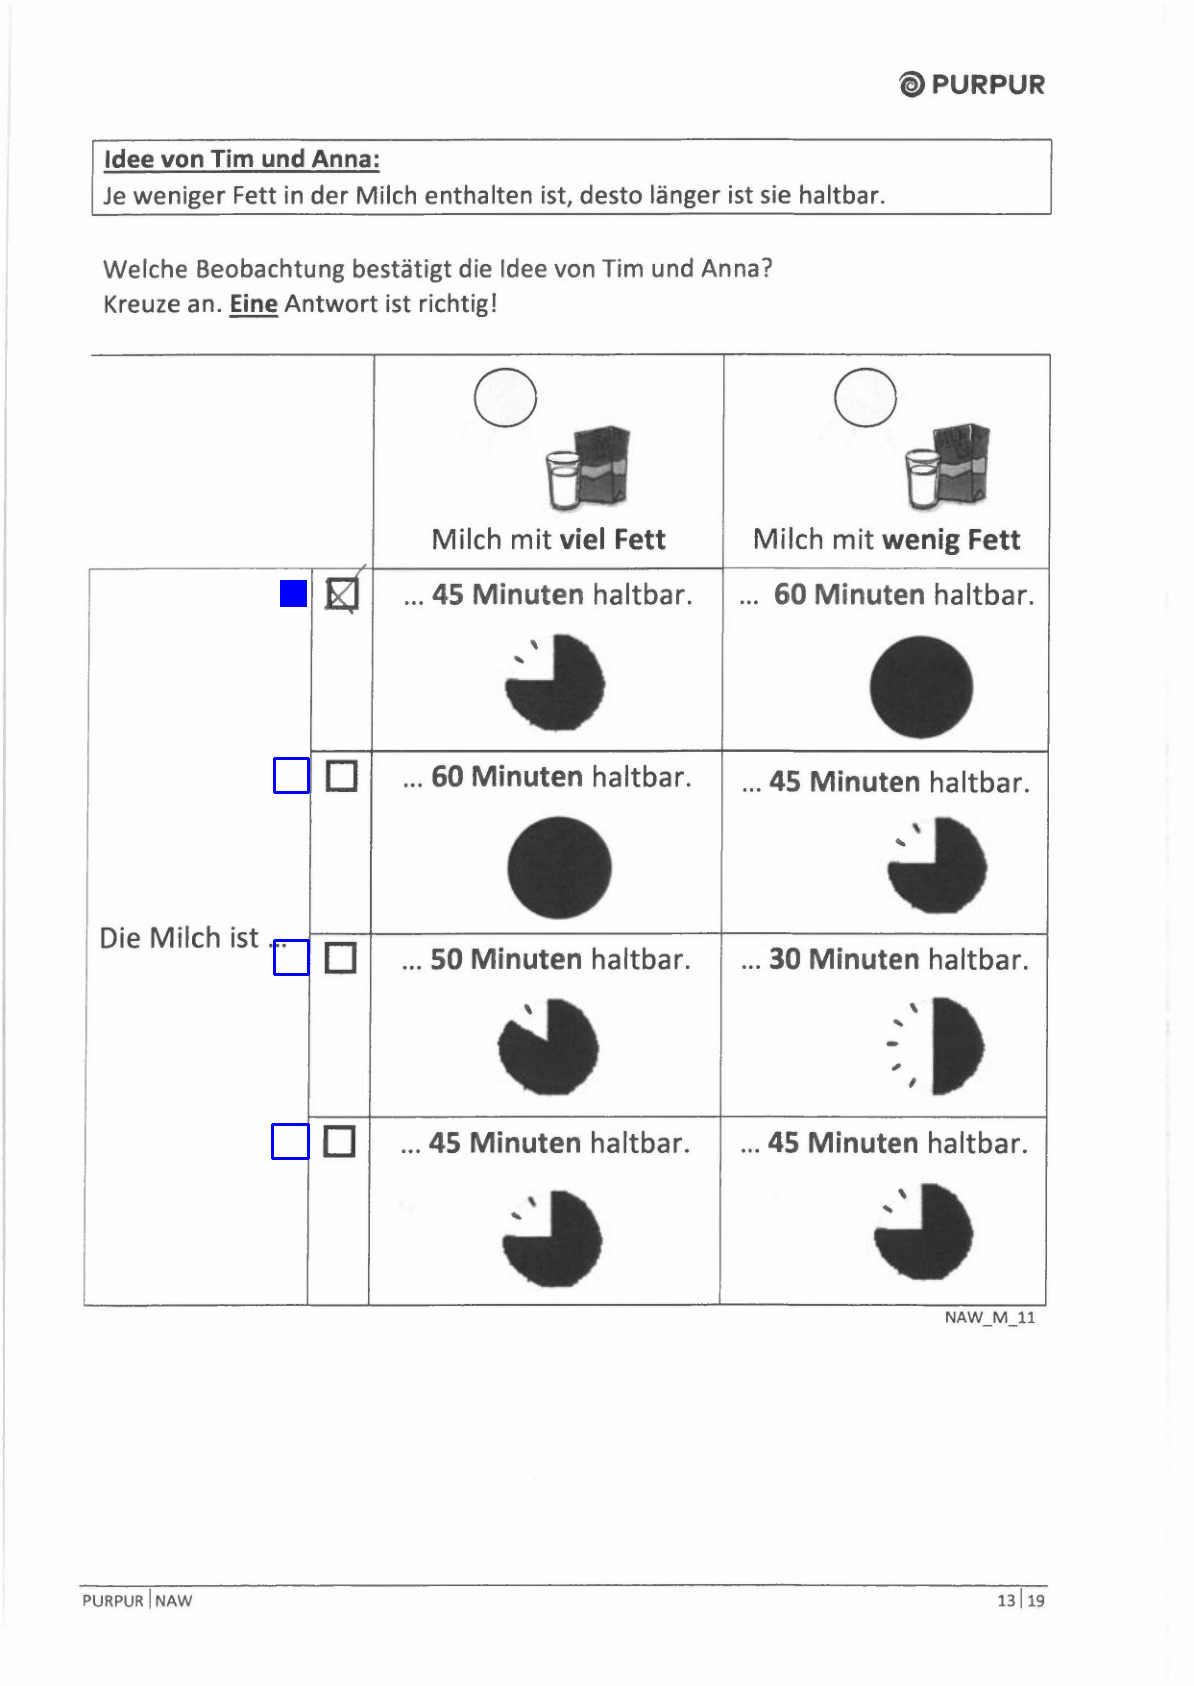 PURPUR
Idee von Tim und Anna:
Je weniger Fett in der Milch enthalten ist, desto länger ist sie haltbar.
Welche Beobachtung bestätigt die Idee von Tim und Anna?
Kreuze an. Eine Antwort ist richtig!
Milch mit viel Fett
Milch mit wenig Fett
Die Milch ist ...
... 45 Minuten haltbar.
... 60 Minuten haltbar.
... 60 Minuten haltbar.
... 45 Minuten haltbar.
... 50 Minuten haltbar.
... 30 Minuten haltbar.
... 45 Minuten haltbar.
... 45 Minuten haltbar.
NAW_M_11
PURPUR | NAW
13 | 19